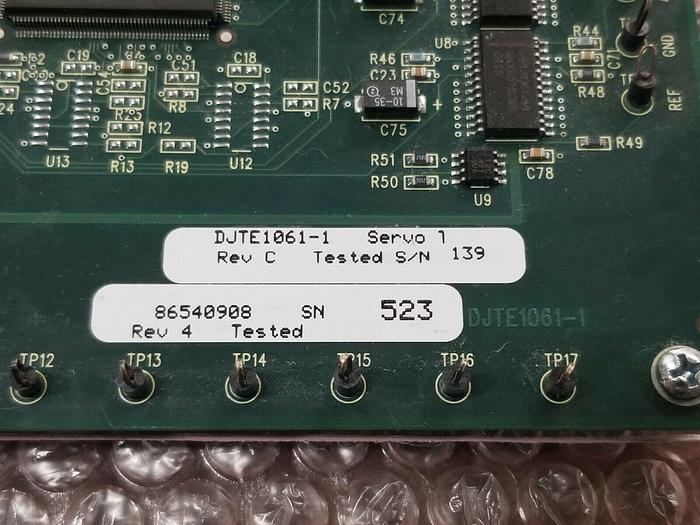 C74
U8
R46
C23
10-35
M3
C75
+
R44
C71
R48
GND
REF
R49
R51
R50
U9
C78
C19
C51
C18
R8
C52
R7
R12
R13
R19
U13
U12
DJTE1061-1 Servo 1
Rev C Tested S/N 139
86540908 SN 523
Rev 4 Tested
DJTE1061-1
TP12 TP13 TP14 TP15 TP16 TP17